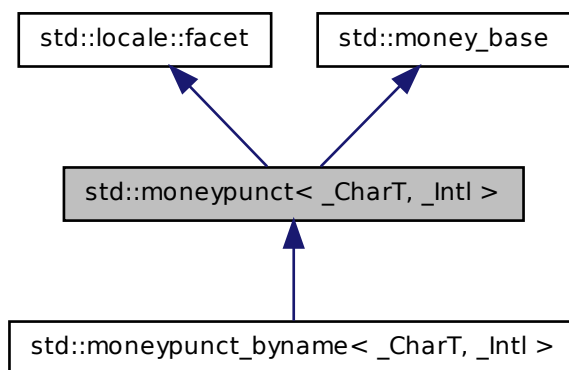 std::locale::facet
std::money_base
std::moneypunct< _CharT, _Intl >
std::moneypunct_byname< _CharT, _Intl >